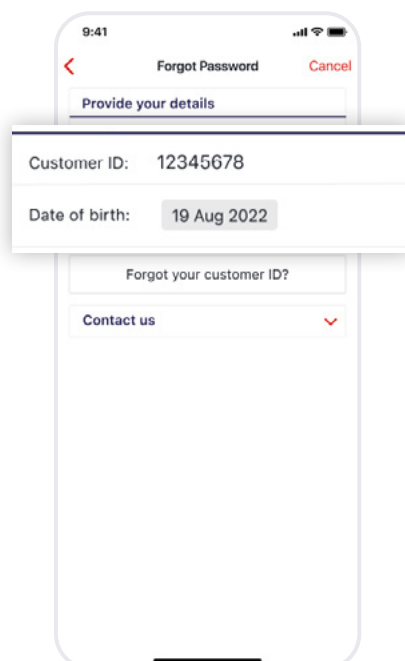 9:41
Forgot Password Cancel
Provide your details
Customer ID: 12345678
Date of birth: 19 Aug 2022
Forgot your customer ID?
Contact us